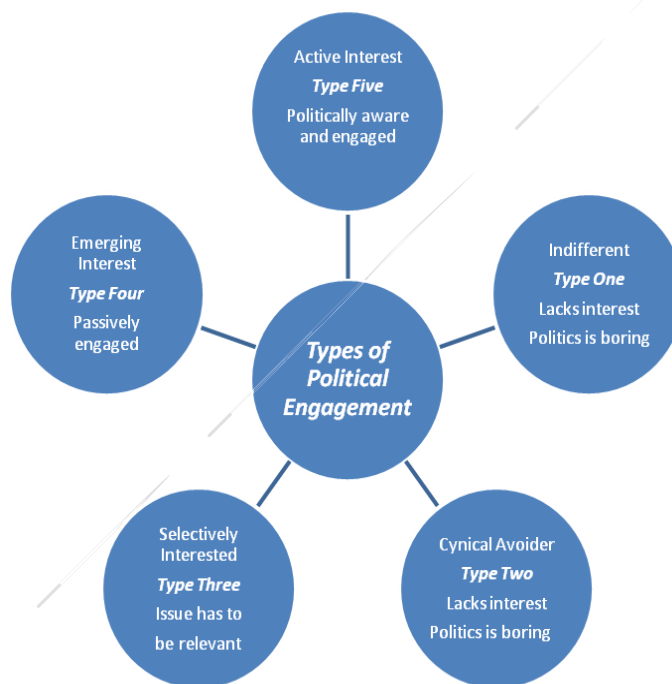 Active Interest
Type Five
Politically aware
and engaged
Emerging
Interest
Type Four
Passively
engaged
Indifferent
Type One
Lacks interest
Politics is boring
Types of
Political
Engagement
Selectively
Interested
Type Three
Issue has to
be relevant
Cynical Avoider
Type Two
Lacks interest
Politics is boring